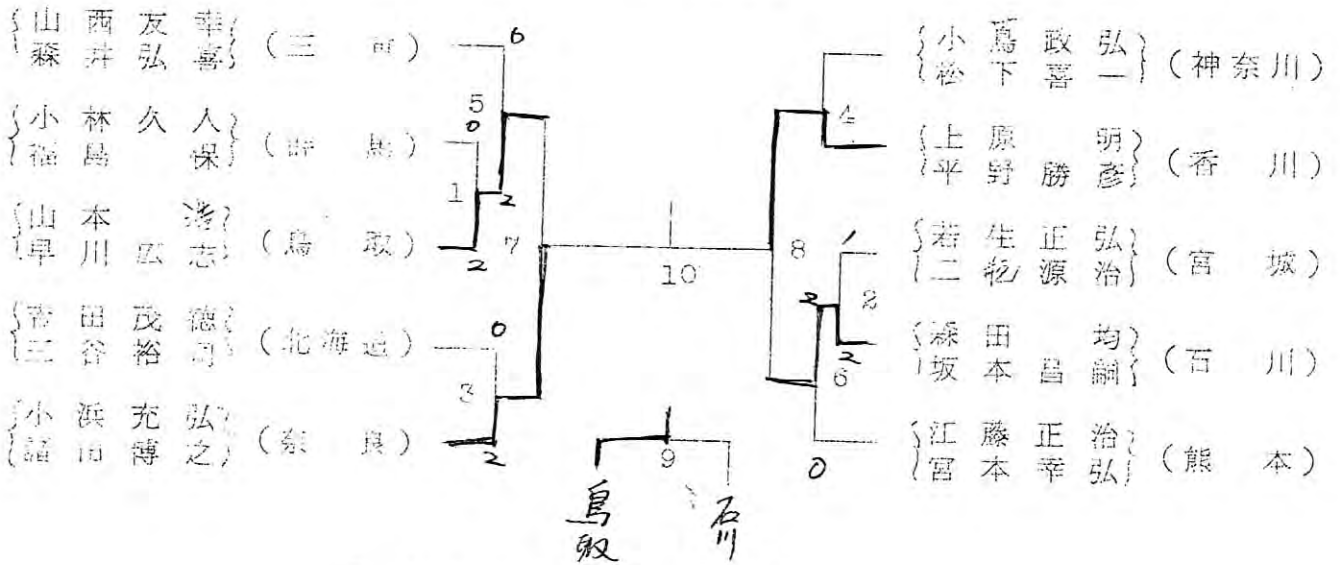 山西友幸
森井弘喜
(三重)
6
小林久人
福島保
(群馬)
5
0
1
2
山本
早川広志
(鳥取)
2
7
吉田茂徳
三谷裕司
(北海道)
0
3
小浜充弘
諸田博之
(奈良)
2
10
9
鳥取
石川
小島政弘
松下喜一
(神奈川)
4
上原明
平野勝彦
(香川)
8
若生正弘
二瓶源治
(宮城)
1
2
2
森田均
坂本昌嗣
(石川)
2
6
江藤正治
宮本幸弘
(熊本)
0